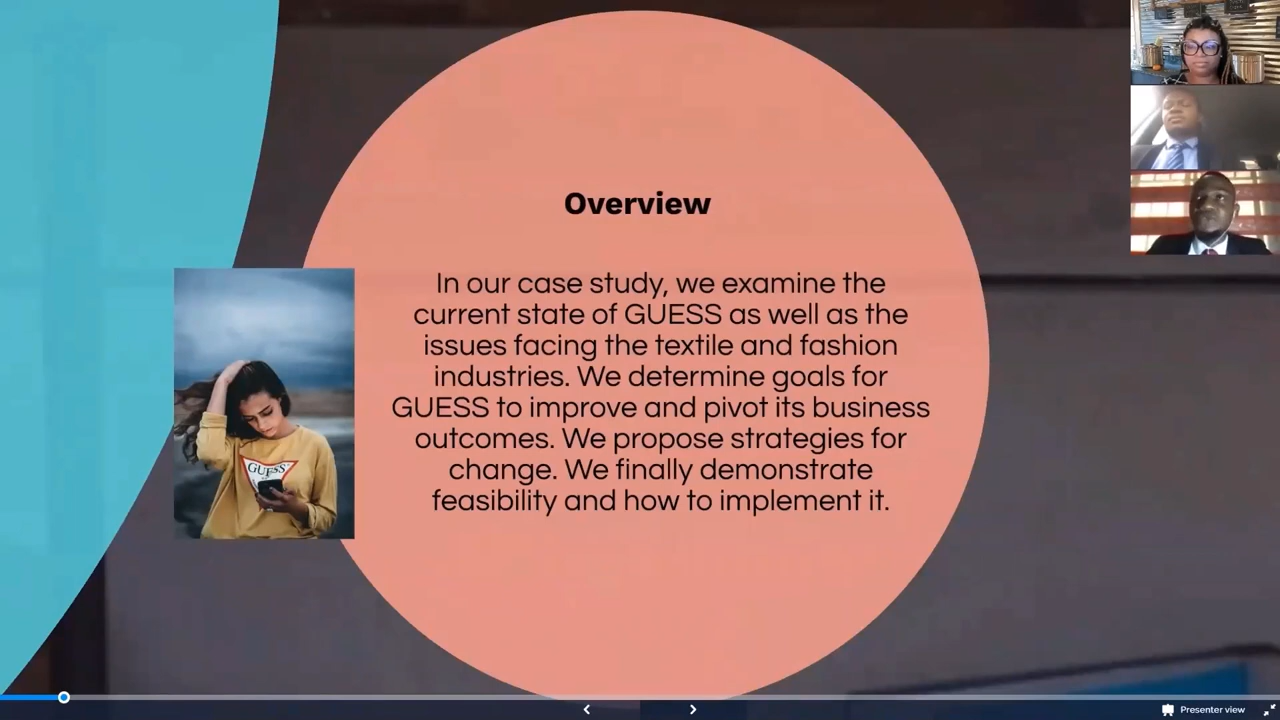 Overview
In our case study, we examine the
current state of GUESS as well as the
issues facing the textile and fashion
industries. We determine goals for
GUESS to improve and pivot its business
outcomes. We propose strategies for
change. We finally demonstrate
feasibility and how to implement it.
GUESS
Presenter view